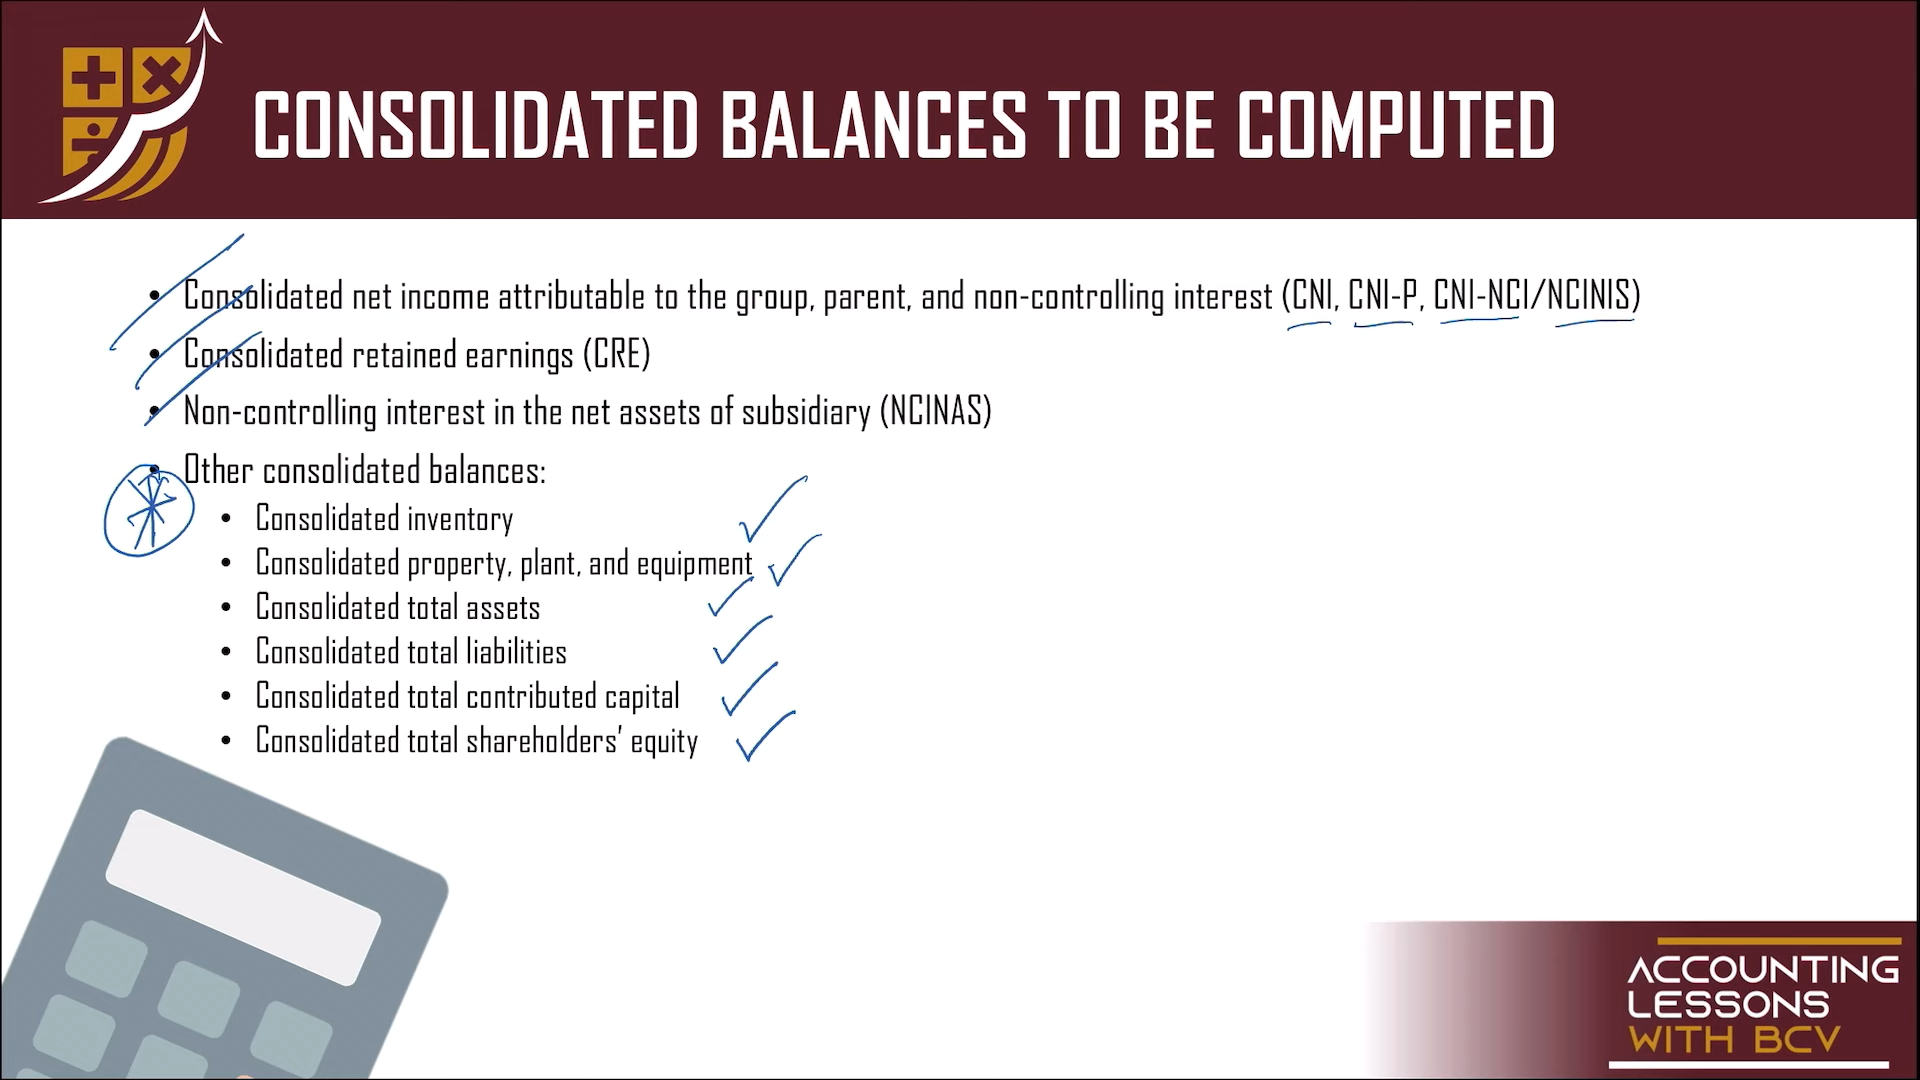 CONSOLIDATED BALANCES TO BE COMPUTED
• Consolidated net income attributable to the group, parent, and non-controlling interest (CNI, CNI-P, CNI-NCI/NCINIS)
• Consolidated retained earnings (CRE)
• Non-controlling interest in the net assets of subsidiary (NCINAS)
• Other consolidated balances:
• Consolidated inventory
• Consolidated property, plant, and equipment
• Consolidated total assets
• Consolidated total liabilities
• Consolidated total contributed capital
• Consolidated total shareholders’ equity
ACCOUNTING
LESSONS
WITH BCV